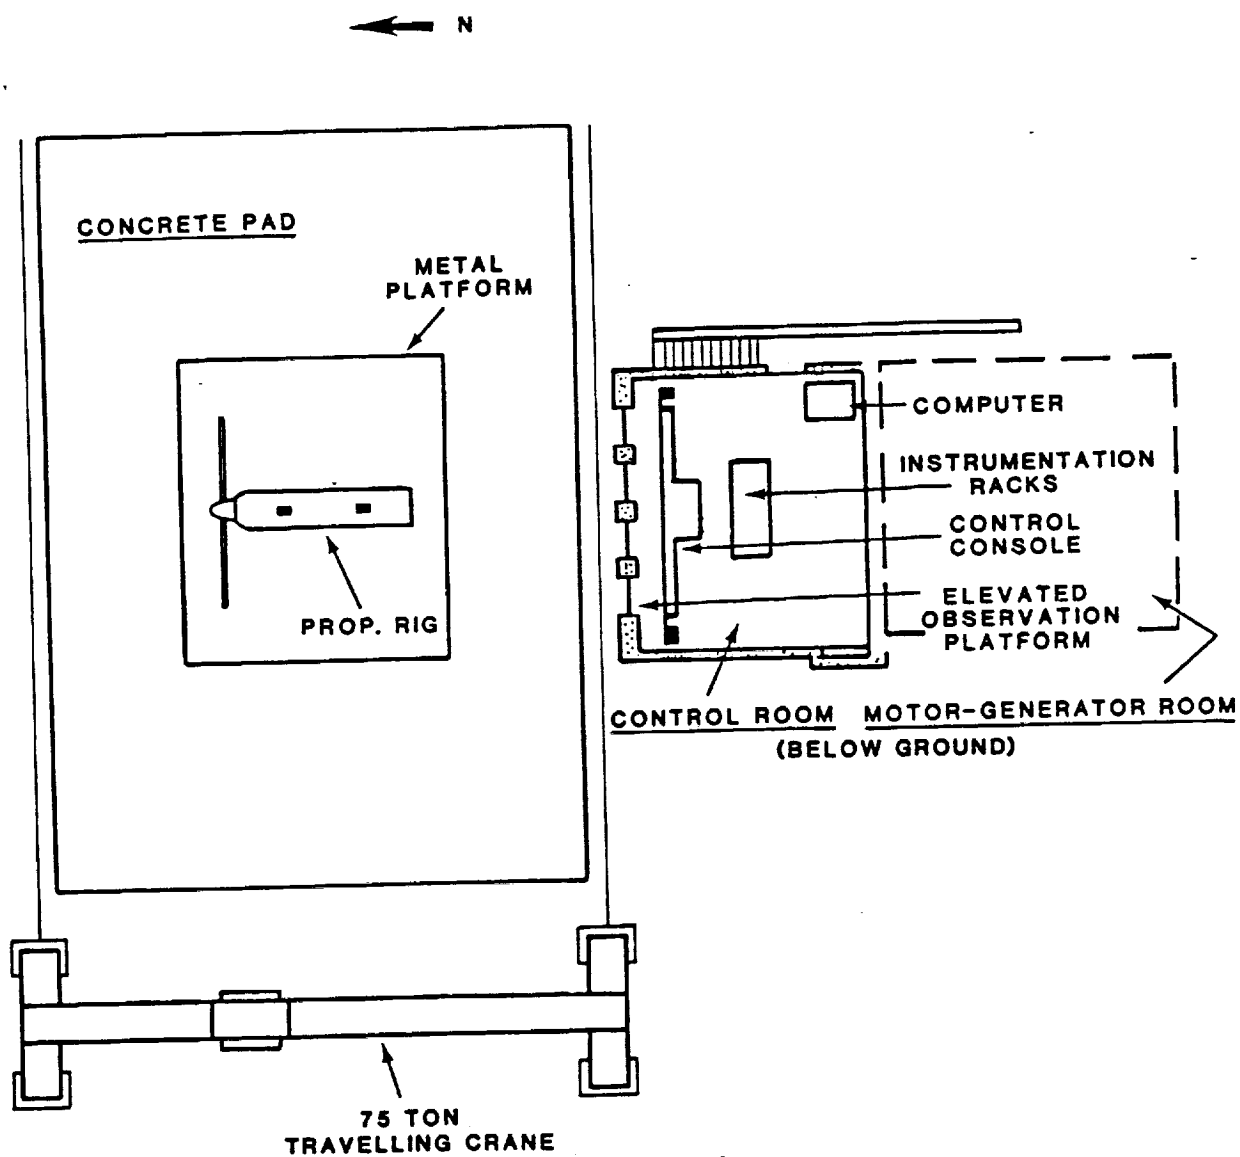 N
CONCRETE PAD
METAL
PLATFORM
COMPUTER
INSTRUMENTATION
RACKS
CONTROL
CONSOLE
ELEVATED
OBSERVATION
PLATFORM
PROP. RIG
CONTROL ROOM
MOTOR-GENERATOR ROOM
(BELOW GROUND)
75 TON
TRAVELLING CRANE